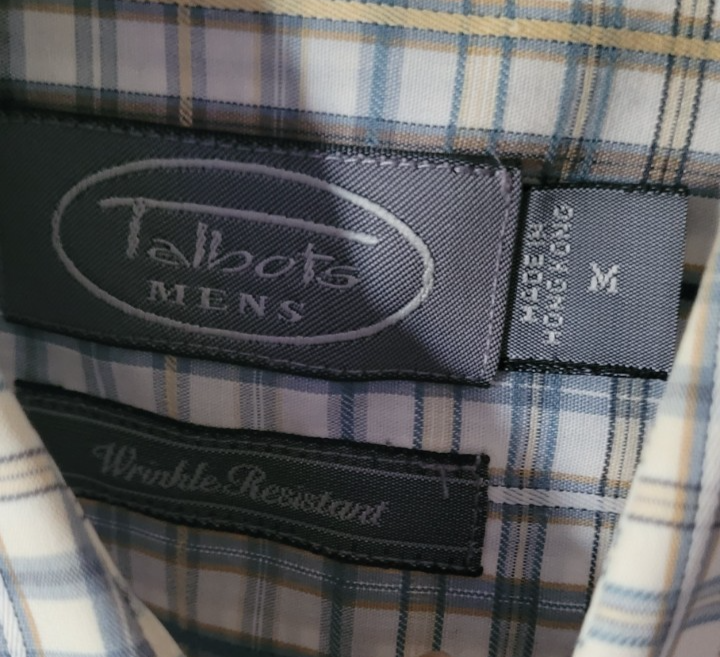 Talbots
MENS
MADE IN
HONG KONG
M
Wrinkle Resistant